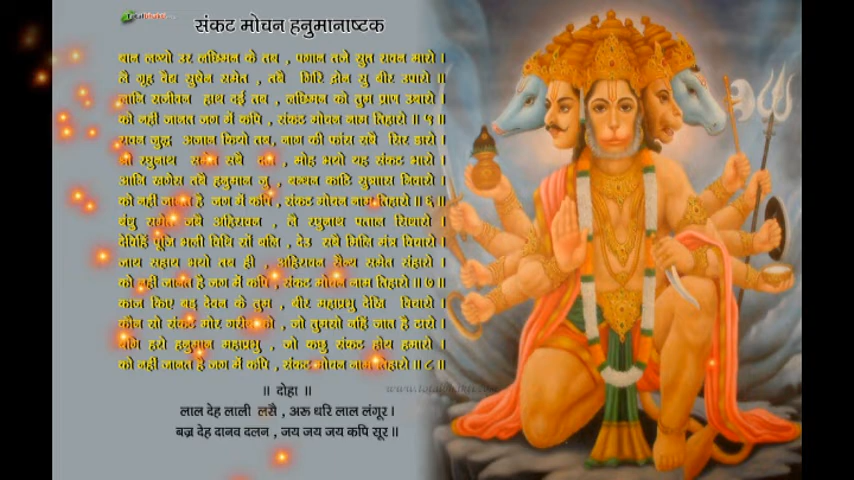 संकट मोचन हनुमानाष्टक
बान लग्यो उर लछिमन के तब , प्राण तजे सुत रावन मारो ।
लै गृह बैद्य सुषेन समेत , तबै गिरि द्रोन सु बीर उपारो ॥
आनि सजीवन हाथ दई तब , लछिमन को तुम प्रान उबारो ।
को नहीं जानत जग में कपि , संकट मोचन नाम तिहारो ॥ ५ ॥
रावन जुद्ध अजान कियो तब, नाग की फांस सबै सिर डारो ।
श्री रघुनाथ समेत सबै दल , मोह भयो यह संकट भारो ।
आनि खगेस तबै हनुमान जु , बन्धन काटि सुत्रास निवारो ।
को नहीं जानत है जग में कपि , संकट मोचन नाम तिहारो ॥ ६ ॥
बंधु समेत जबै अहिरावन , लै रघुनाथ पताल सिधारो ।
देविहिं पूजि भली विधि सों बलि , देउ सबै मिलि मंत्र विचारो ।
जाय सहाय भयो तब ही , अहिरावन सैन्य समेत संहारो ।
को नहीं जानत है जग में कपि , संकट मोचन नाम तिहारो ॥ ७ ॥
काज किए बड़ देवन के तुम , बीर महाप्रभु देखि विचारो ।
कौन सो संकट मोर गरीब को , जो तुमसो नहिं जात है टारो ।
बेगि हरो हनुमान महाप्रभु , जो कछु संकट होय हमारो ।
को नहीं जानत है जग में कपि , संकट मोचन नाम तिहारो ॥ ८ ॥
॥ दोहा ॥
लाल देह लाली लसै , अरू धरि लाल लंगूर ।
बज्र देह दानव दलन , जय जय जय कपि सूर ॥